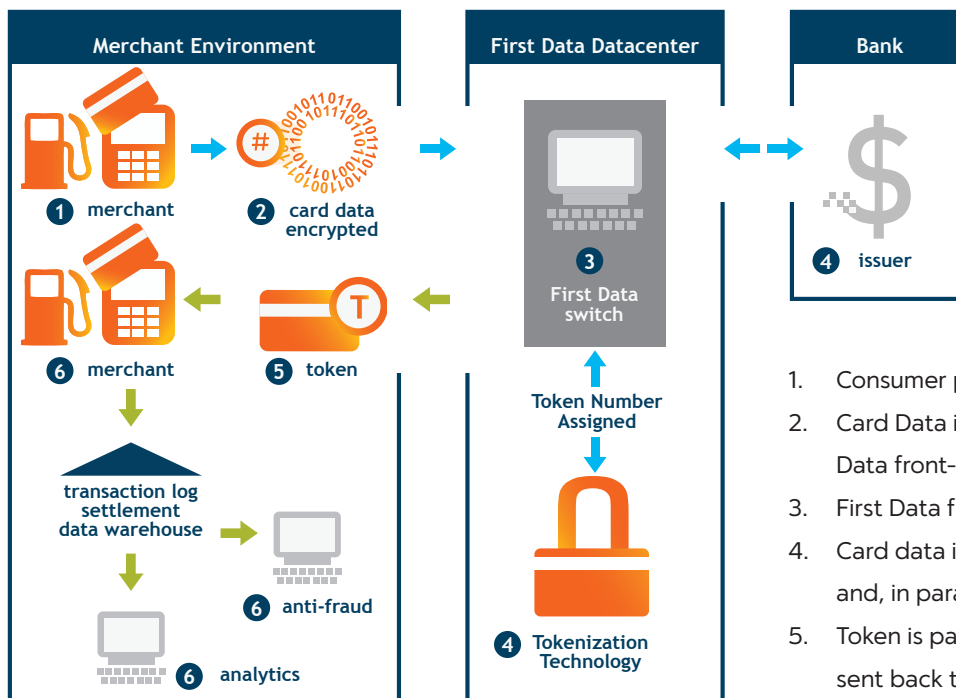 Merchant Environment
1 merchant
#
2 card data
encrypted
6 merchant
T
5 token
transaction log
settlement
data warehouse
6 anti-fraud
6 analytics
First Data Datacenter
3
First Data
switch
Token Number
Assigned
4 Tokenization
Technology
Bank
$
4 issuer
1. Consumer p
2. Card Data i
Data front-
3. First Data f
4. Card data i
and, in para
5. Token is pa
sent back t